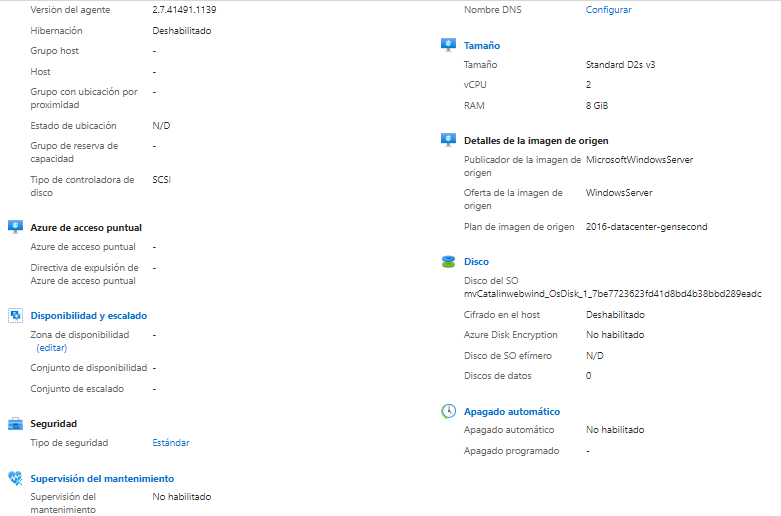 Versión del agente 2.7.41491.1139
Hibernación Deshabilitado
Grupo host -
Host -
Grupo con ubicación por -
proximidad
Estado de ubicación N/D
Grupo de reserva de -
capacidad
Tipo de controladora de SCSI
disco
Azure de acceso puntual
Azure de acceso puntual -
Directiva de expulsión de -
Azure de acceso puntual
Disponibilidad y escalado
Zona de disponibilidad -
(editar)
Conjunto de disponibilidad -
Conjunto de escalado -
Seguridad
Tipo de seguridad Estándar
Supervisión del mantenimiento
Supervisión del No habilitado
mantenimiento
Nombre DNS Configurar
Tamaño
Tamaño Standard D2s v3
vCPU 2
RAM 8 GiB
Detalles de la imagen de origen
Publicador de la imagen de MicrosoftWindowsServer
origen
Oferta de la imagen de WindowsServer
origen
Plan de imagen de origen 2016-datacenter-gensecond
Disco
Disco del SO
mvCatalinwebwind_OsDisk_1_7be7723623fd41d8bd4b38bbd289eadc
Cifrado en el host Deshabilitado
Azure Disk Encryption No habilitado
Disco de SO efímero N/D
Discos de datos 0
Apagado automático
Apagado automático No habilitado
Apagado programado -